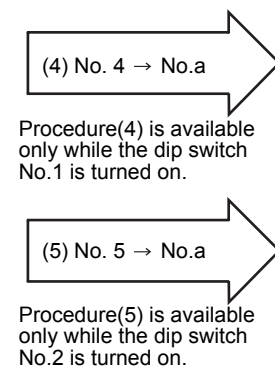 (4) No. 4 → No.a
Procedure(4) is available
only while the dip switch
No.1 is turned on.
(5) No. 5 → No.a
Procedure(5) is available
only while the dip switch
No.2 is turned on.